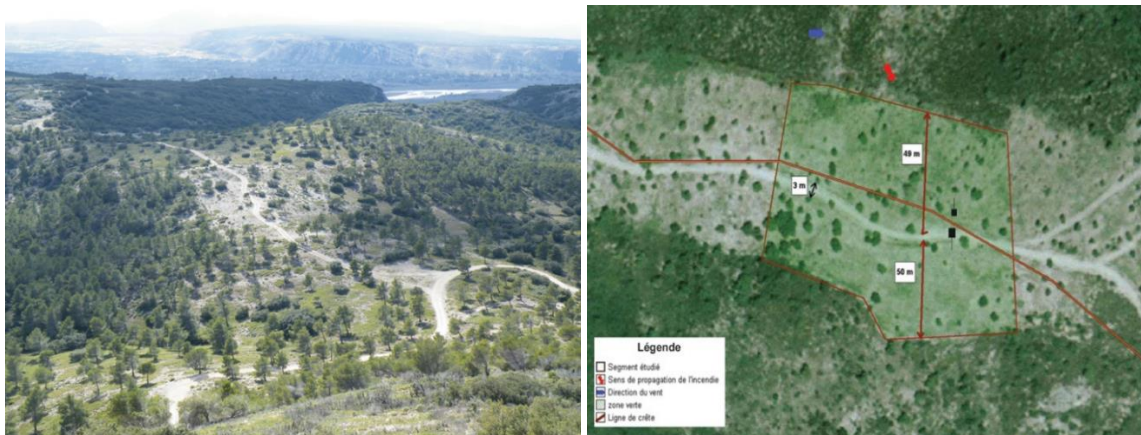 49 m
3 m
50 m
Légende
Segment étudié
Sens de propagation de l'incendie
Direction du vent
zone verte
Ligne de crête